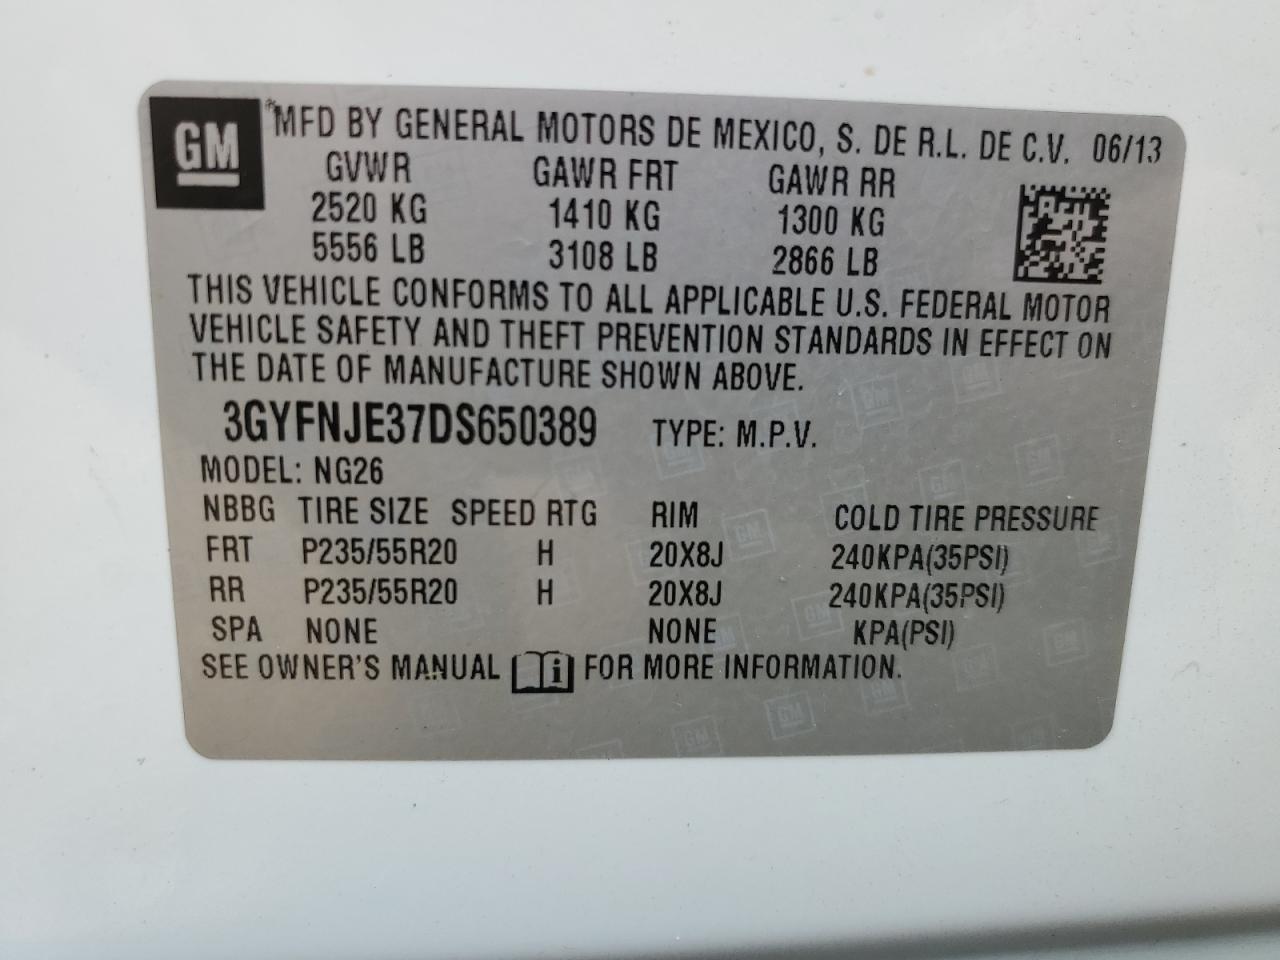 GM
MFD BY GENERAL MOTORS DE MEXICO, S. DE R.L. DE C.V. 06/13
GVWR GAWR FRT GAWR RR
2520 KG 1410 KG 1300 KG
5556 LB 3108 LB 2866 LB
THIS VEHICLE CONFORMS TO ALL APPLICABLE U.S. FEDERAL MOTOR
VEHICLE SAFETY AND THEFT PREVENTION STANDARDS IN EFFECT ON
THE DATE OF MANUFACTURE SHOWN ABOVE.
3GYFNJE37DS650389 TYPE: M.P.V.
MODEL: NG26
NBBG TIRE SIZE SPEED RTG RIM COLD TIRE PRESSURE
FRT P235/55R20 H 20X8J 240KPA(35PSI)
RR P235/55R20 H 20X8J 240KPA(35PSI)
SPA NONE NONE KPA(PSI)
SEE OWNER'S MANUAL i FOR MORE INFORMATION.